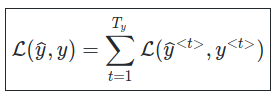 ℒ(ŷ, y) = ∑_{t=1}^{T_y} ℒ(ŷ^{<t>}, y^{<t>})